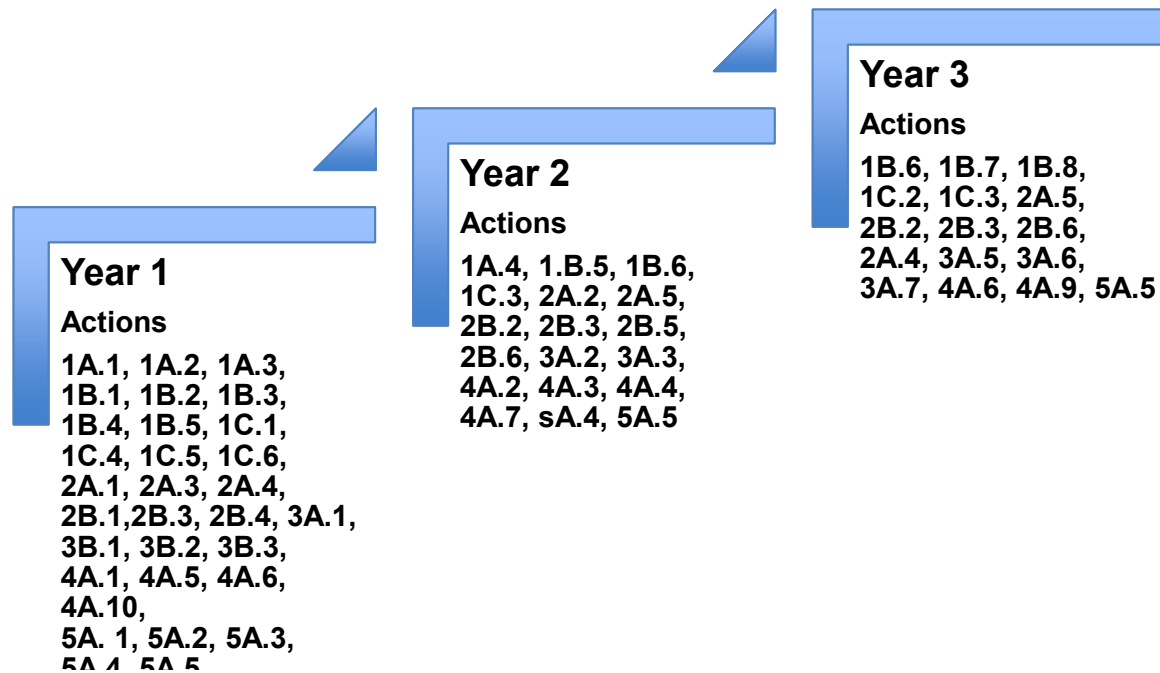 Year 1
Actions
1A.1, 1A.2, 1A.3,
1B.1, 1B.2, 1B.3,
1B.4, 1B.5, 1C.1,
1C.4, 1C.5, 1C.6,
2A.1, 2A.3, 2A.4,
2B.1,2B.3, 2B.4, 3A.1,
3B.1, 3B.2, 3B.3,
4A.1, 4A.5, 4A.6,
4A.10,
5A. 1, 5A.2, 5A.3,
5A.4, 5A.5
Year 2
Actions
1A.4, 1.B.5, 1B.6,
1C.3, 2A.2, 2A.5,
2B.2, 2B.3, 2B.5,
2B.6, 3A.2, 3A.3,
4A.2, 4A.3, 4A.4,
4A.7, sA.4, 5A.5
Year 3
Actions
1B.6, 1B.7, 1B.8,
1C.2, 1C.3, 2A.5,
2B.2, 2B.3, 2B.6,
2A.4, 3A.5, 3A.6,
3A.7, 4A.6, 4A.9, 5A.5